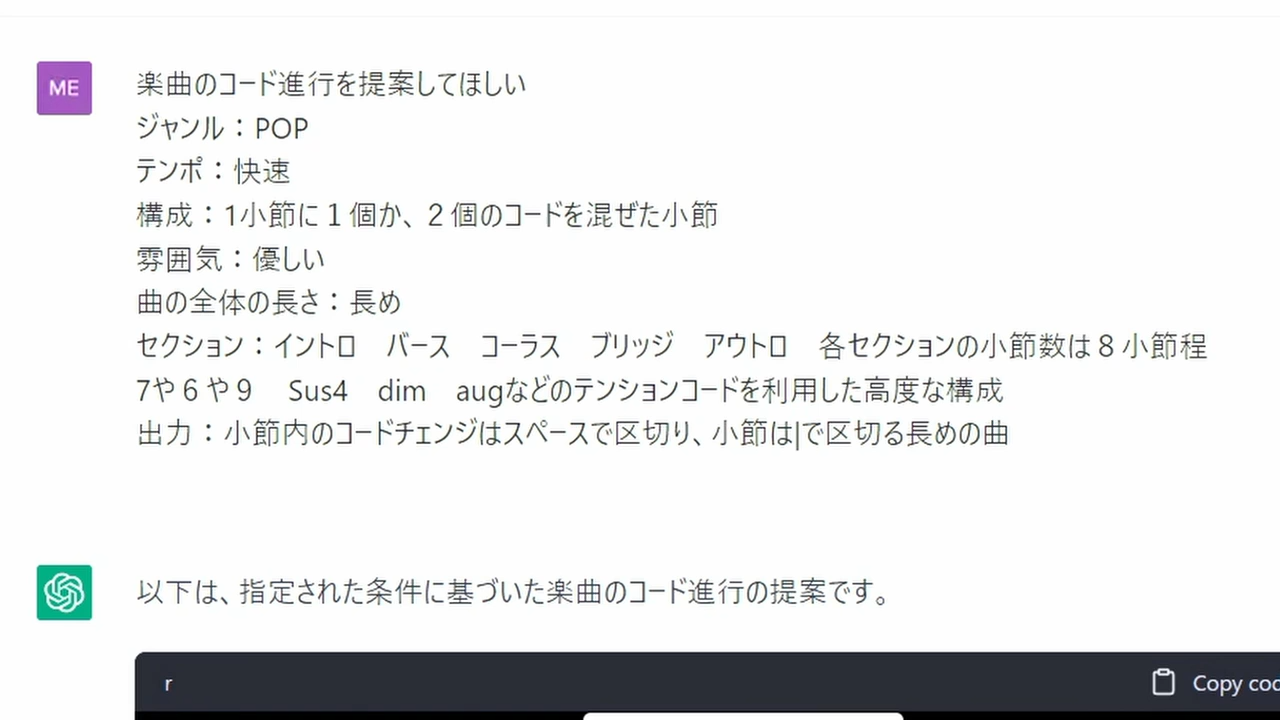 ME
楽曲のコード進行を提案してほしい
ジャンル：POP
テンポ：快速
構成：1小節に１個か、２個のコードを混ぜた小節
雰囲気：優しい
曲の全体の長さ：長め
セクション：イントロ　バース　コーラス　ブリッジ　アウトロ　各セクションの小節数は８小節程
7や６や９　Sus4　dim　augなどのテンションコードを利用した高度な構成
出力：小節内のコードチェンジはスペースで区切り、小節は|で区切る長めの曲
以下は、指定された条件に基づいた楽曲のコード進行の提案です。
r
Copy